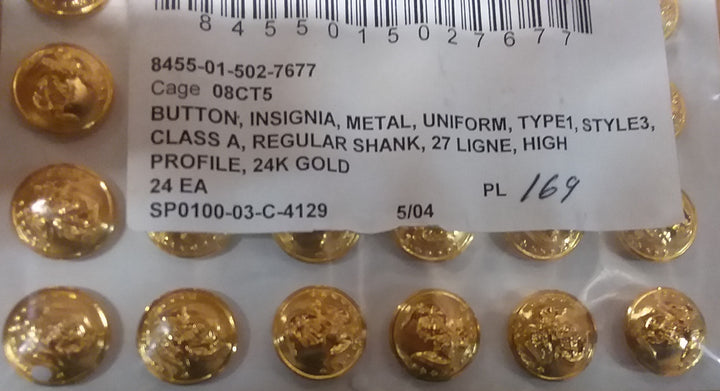 8455015027677
8455-01-502-7677
Cage 08CT5
BUTTON, INSIGNIA, METAL, UNIFORM, TYPE1, STYLE3,
CLASS A, REGULAR SHANK, 27 LIGNE, HIGH
PROFILE, 24K GOLD
24 EA PL 169
SP0100-03-C-4129 5/04